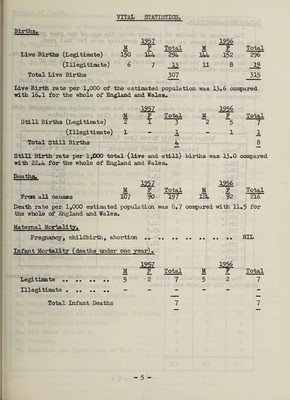 VITAL STATISTICS.
Births.
1957 1956
M F Total M F Total
Live Births (Legitimate) 150 144 294 144 152 296
(Illegitimate) 6 7 13 11 8 19
Total Live Births 307 315
Live Birth rate per 1,000 of the estimated population was 13.6 compared
with 16.1 for the whole of England and Wales.
1957 1956
M F Total M F Total
Still Births (Legitimate) 2 1 3 2 5 7
(Illegitimate) 1 - 1 - 1 1
Total Still Births 4 8
Still Birth rate per 1,000 total (live and still) births was 13.0 compared
with 22.4 for the whole of England and Wales.
Deaths.
1957 1956
M F Total M F Total
From all causes 107 90 197 124 92 216
Death rate per 1,000 estimated population was 8.7 compared with 11.5 for
the whole of England and Wales.
Maternal Mortality.
Pregnancy, childbirth, abortion .. .. .. .. .. .. .. .. NIL
Infant Mortality (deaths under one year).
1957 1956
M F Total M F Total
Legitimate .. .. .. .. 5 2 7 5 2 7
Illegitimate . .. .. .. - - - - - -
Total Infant Deaths 7 7
- 5 -